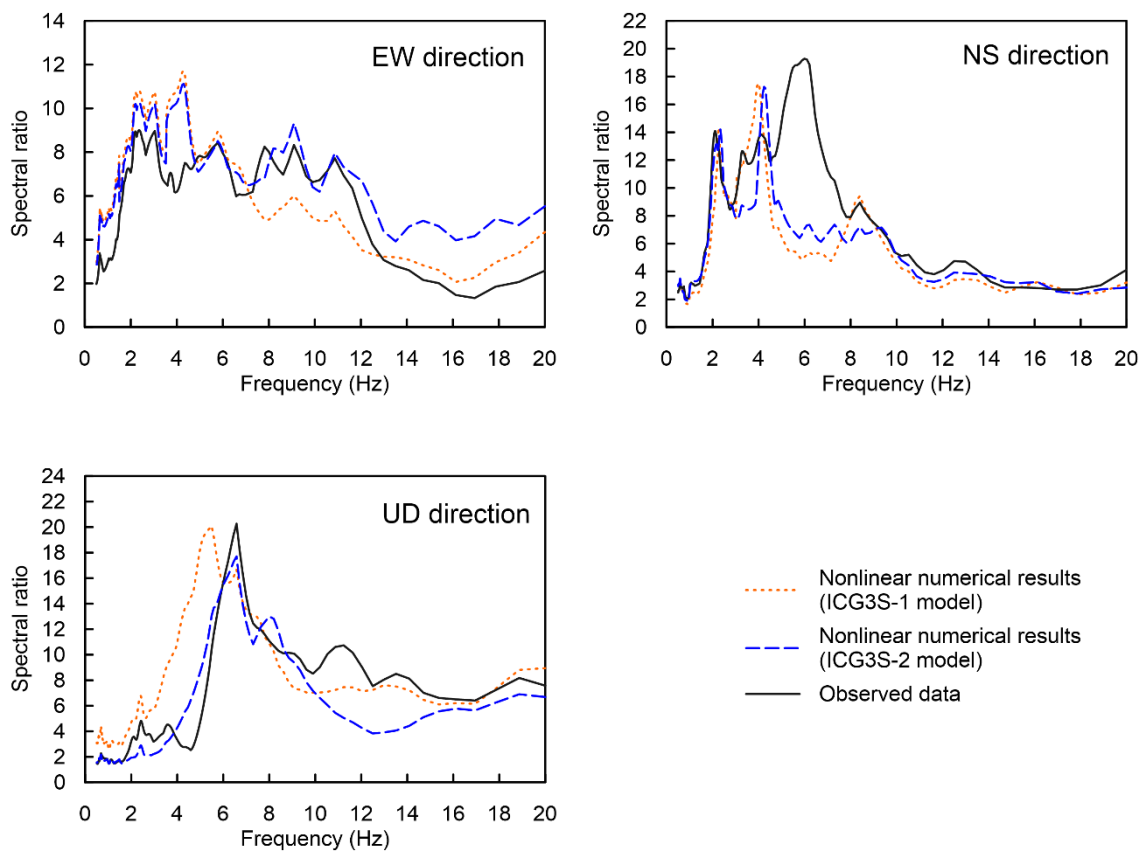 14
12
10
8
6
4
2
0
Spectral ratio
EW direction
0 2 4 6 8 10 12 14 16 18 20
Frequency (Hz)
22
20
18
16
14
12
10
8
6
4
2
0
Spectral ratio
NS direction
0 2 4 6 8 10 12 14 16 18 20
Frequency (Hz)
24
22
20
18
16
14
12
10
8
6
4
2
0
Spectral ratio
UD direction
0 2 4 6 8 10 12 14 16 18 20
Frequency (Hz)
Nonlinear numerical results
(ICG3S-1 model)
Nonlinear numerical results
(ICG3S-2 model)
Observed data